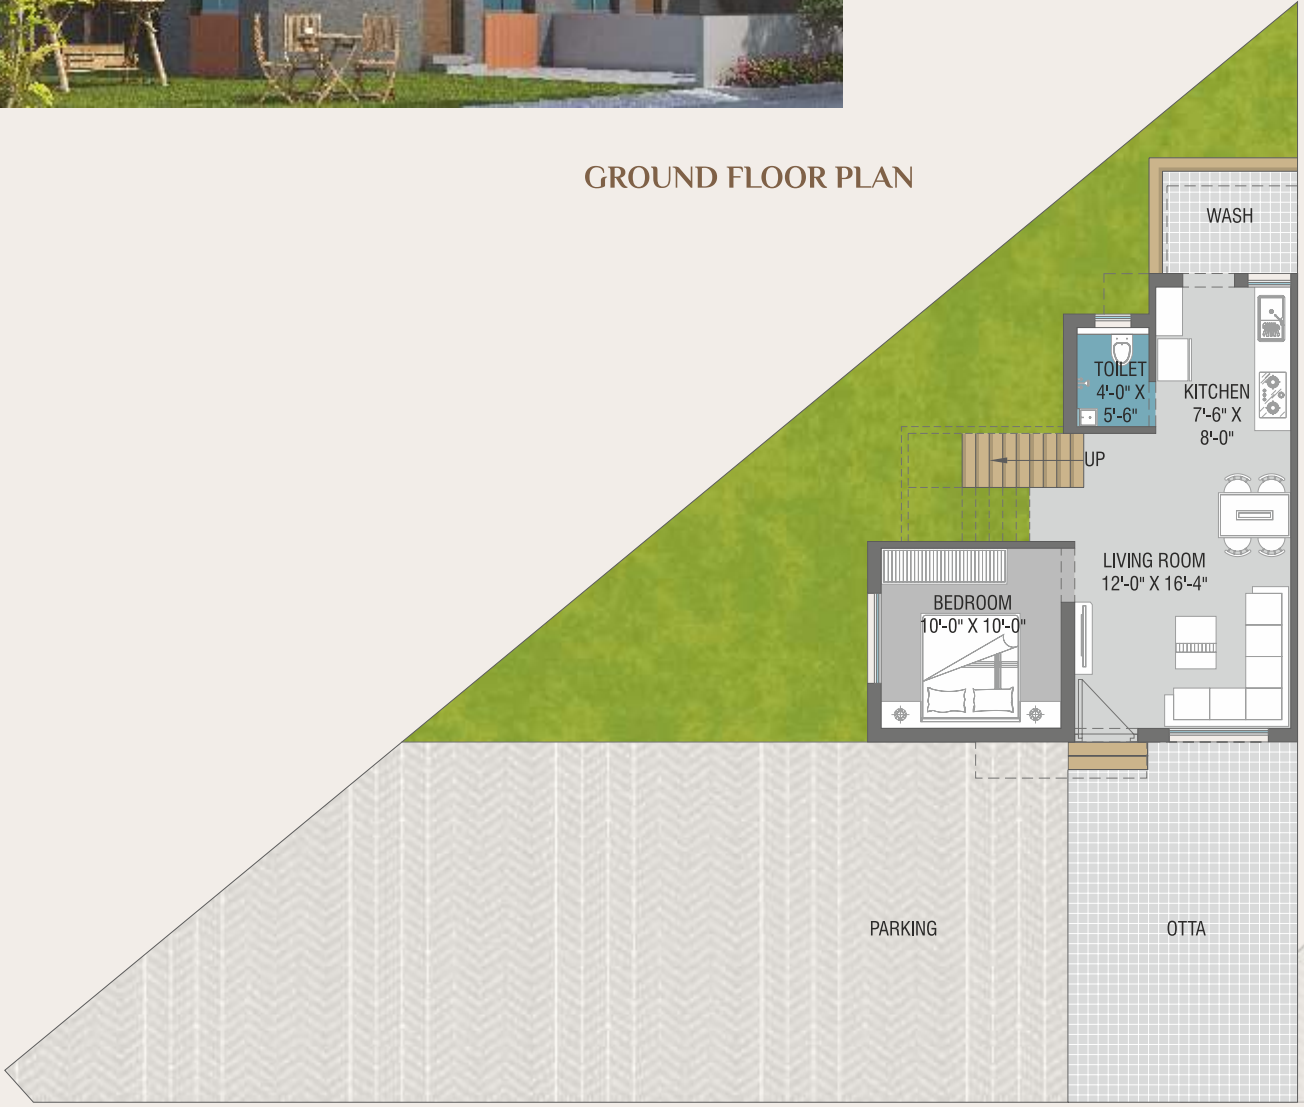 GROUND FLOOR PLAN
WASH
TOILET
4'-0" X
5'-6"
KITCHEN
7'-6" X
8'-0"
UP
LIVING ROOM
12'-0" X 16'-4"
BEDROOM
10'-0" X 10'-0"
PARKING
OTTA